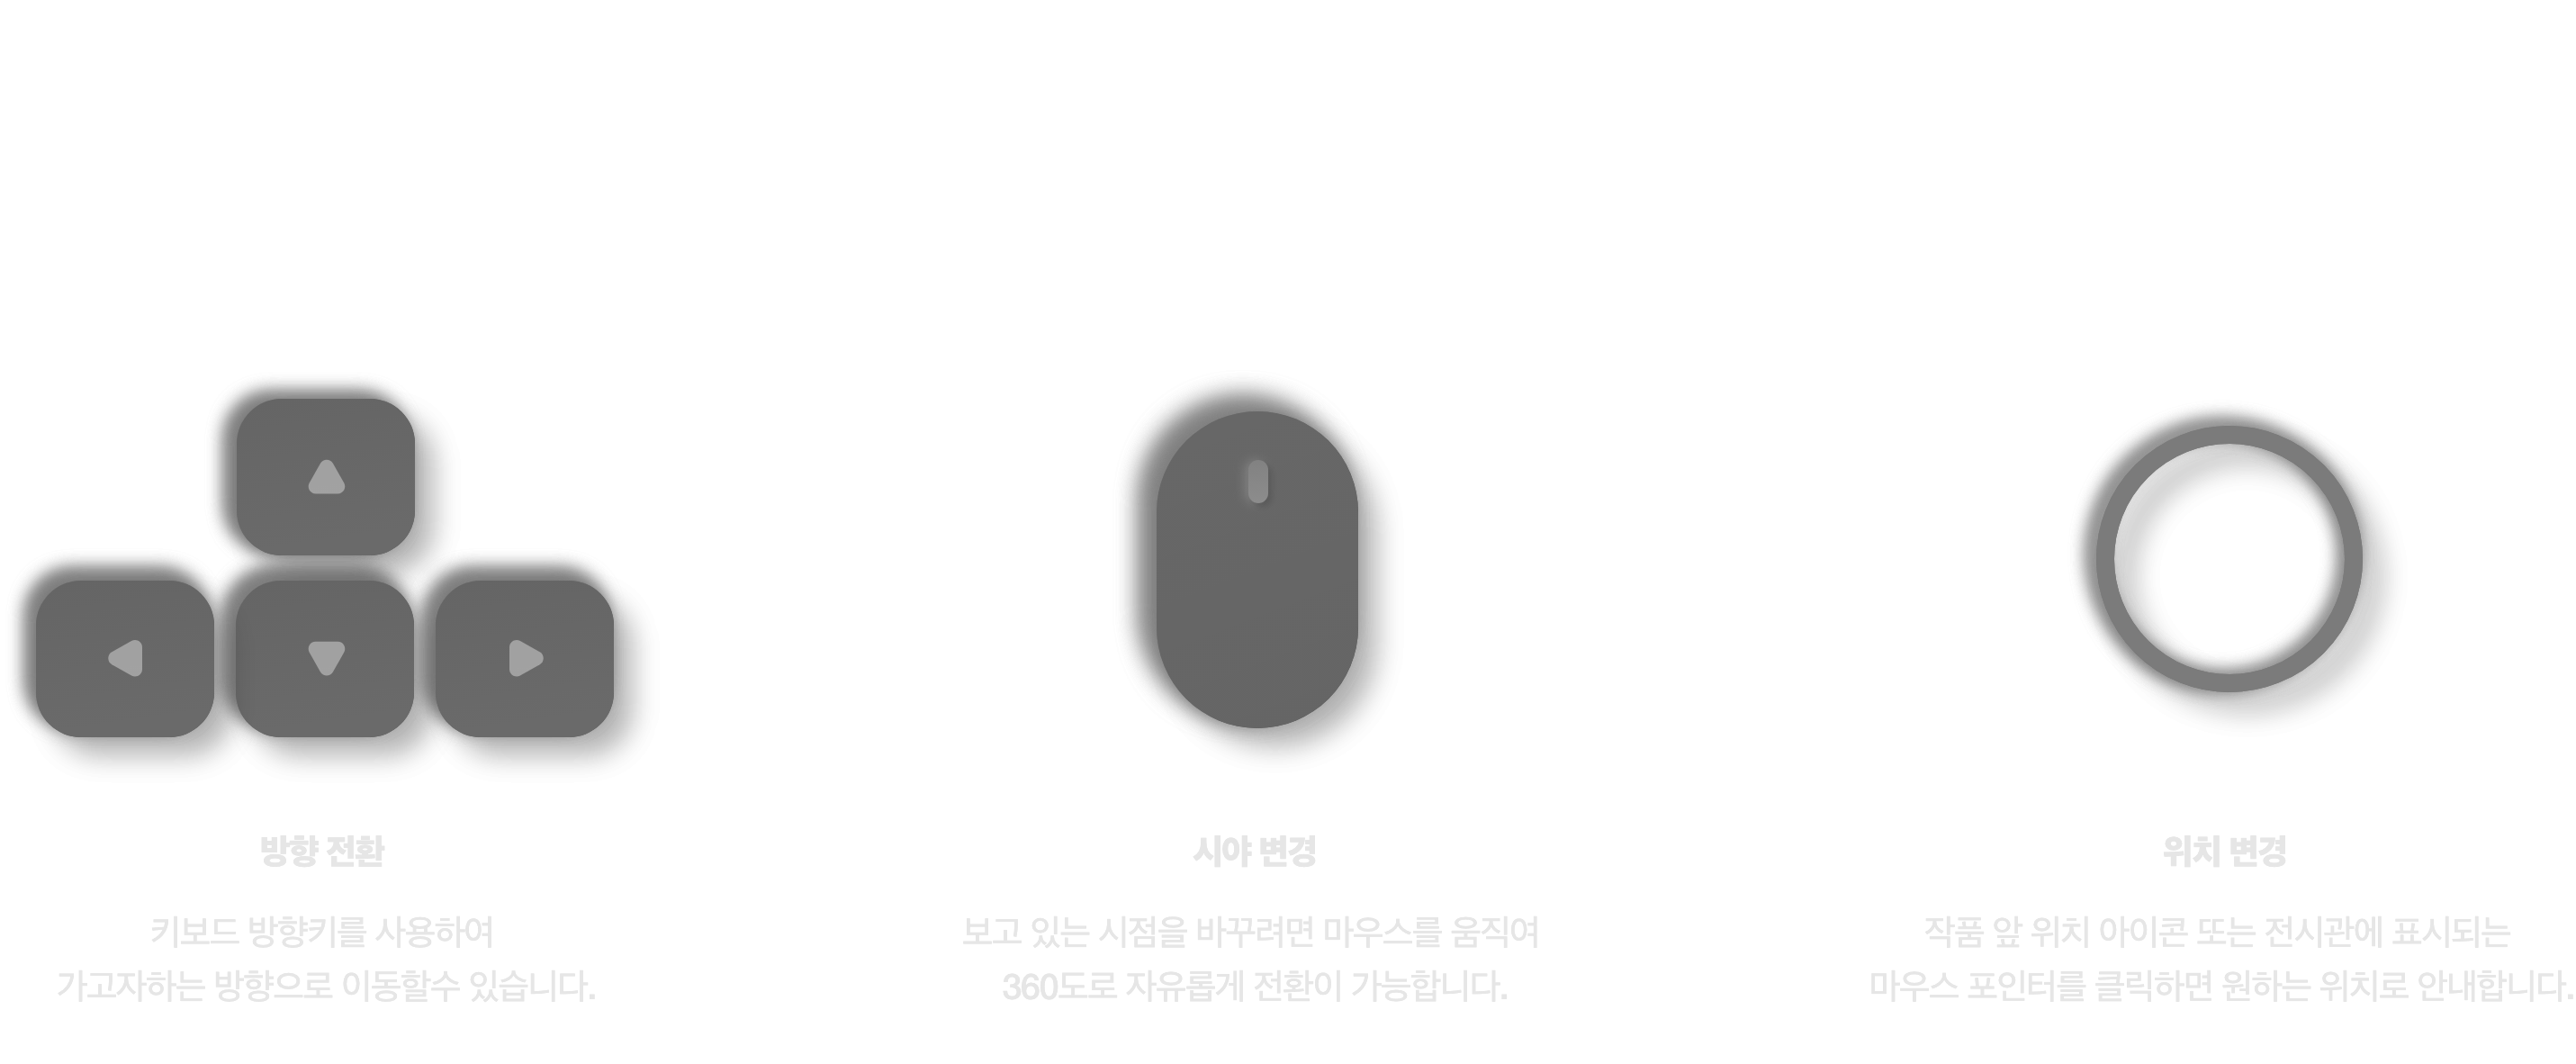 방향 전환
키보드 방향키를 사용하여
가고자하는 방향으로 이동할수 있습니다.
시야 변경
보고 있는 시점을 바꾸려면 마우스를 움직여
360도로 자유롭게 전환이 가능합니다.
위치 변경
작품 앞 위치 아이콘 또는 전시관에 표시되는
마우스 포인터를 클릭하면 원하는 위치로 안내합니다.